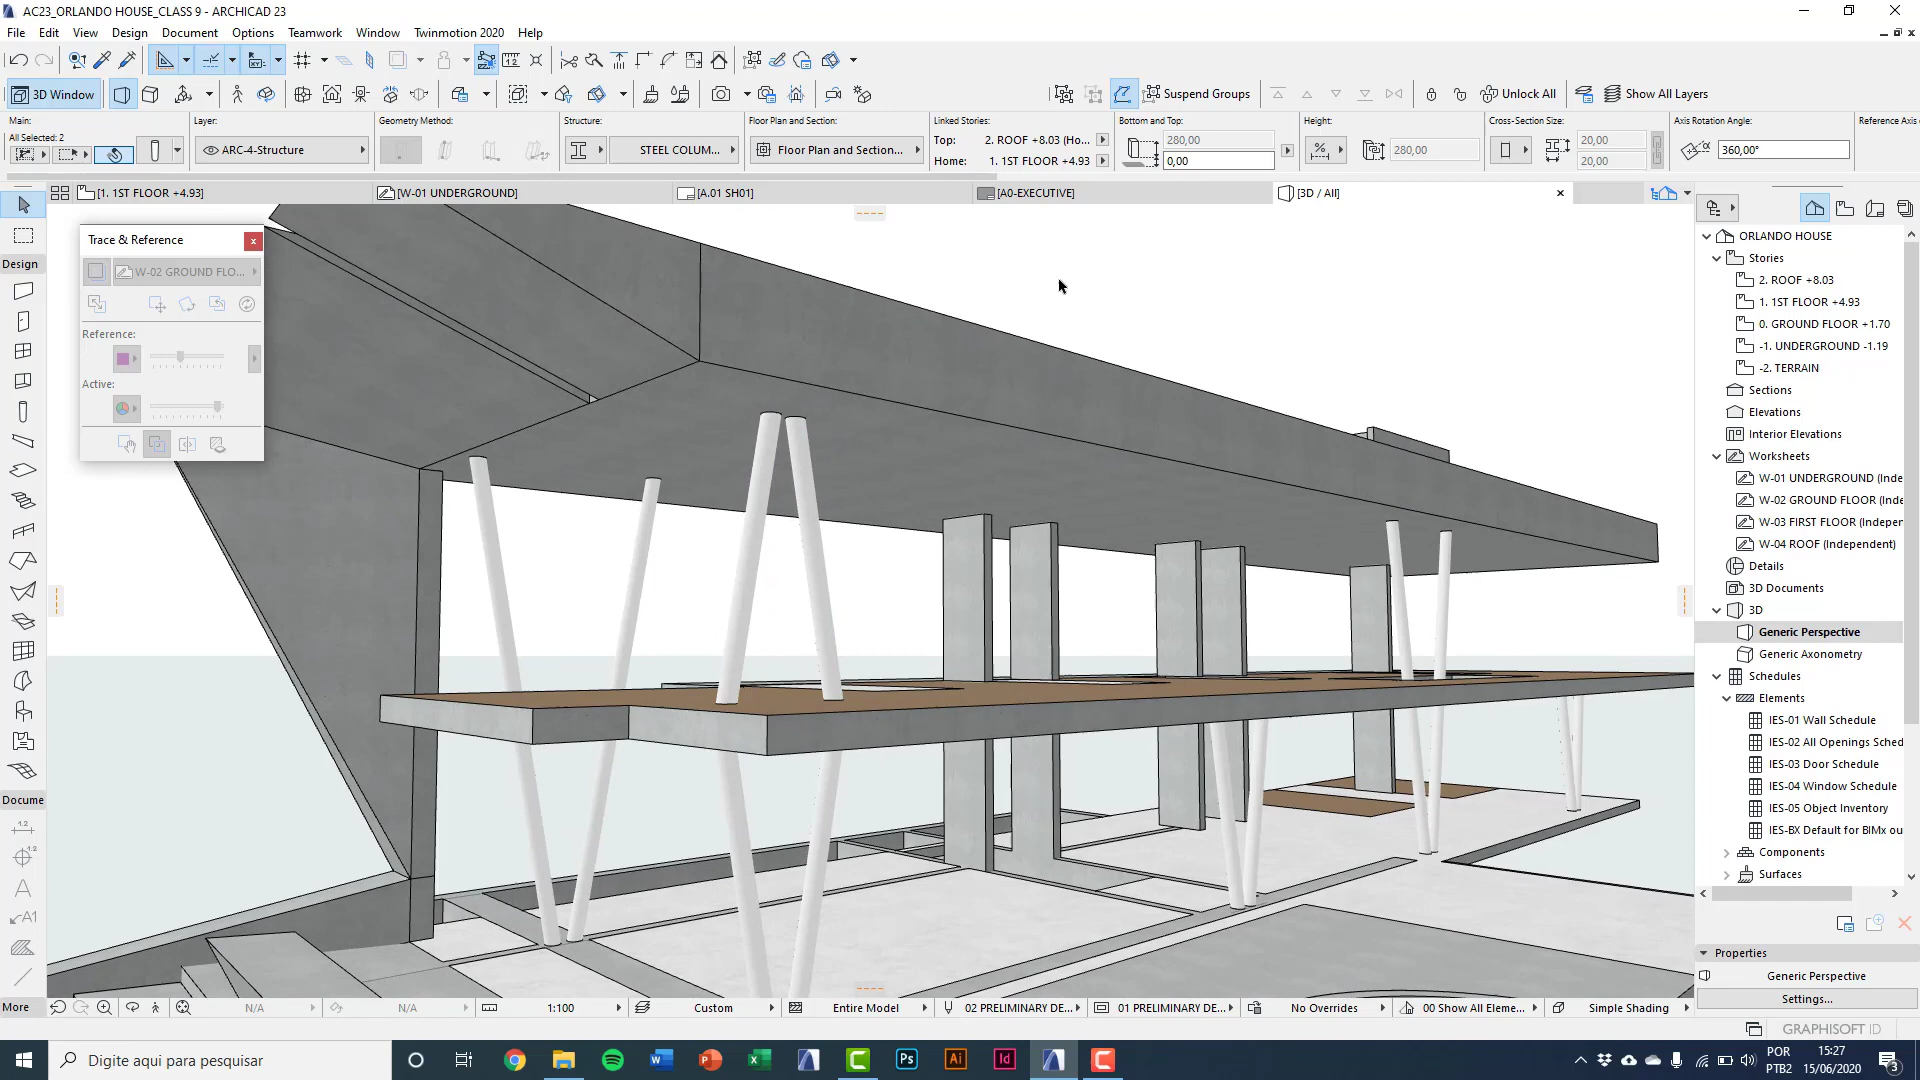 AC23_ORLANDO HOUSE_CLASS 9 - ARCHICAD 23
File Edit View Design Document Options Teamwork Window Twinmotion 2020 Help
3D Window
Suspend Groups
Unlock All
Show All Layers
Main:
All Selected: 2
Layer:
ARC-4-Structure
Geometry Method:
Structure:
STEEL COLUM...
Floor Plan and Section:
Floor Plan and Section...
Linked Stories:
Top: 2. ROOF +8.03 (Ho...
Home: 1. 1ST FLOOR +4.93
Bottom and Top:
280,00
0,00
Height:
280,00
Cross-Section Size:
20,00
20,00
Axis Rotation Angle:
360,00°
Reference Axis
[1. 1ST FLOOR +4.93]
[W-01 UNDERGROUND]
[A.01 SH01]
[A0-EXECUTIVE]
[3D / All]
Trace & Reference
W-02 GROUND FLO...
Reference:
Active:
Design
Docume
More
ORLANDO HOUSE
Stories
2. ROOF +8.03
1. 1ST FLOOR +4.93
0. GROUND FLOOR +1.70
-1. UNDERGROUND -1.19
-2. TERRAIN
Sections
Elevations
Interior Elevations
Worksheets
W-01 UNDERGROUND (Inde
W-02 GROUND FLOOR (Inde
W-03 FIRST FLOOR (Indepen
W-04 ROOF (Independent)
Details
3D Documents
3D
Generic Perspective
Generic Axonometry
Schedules
Elements
IES-01 Wall Schedule
IES-02 All Openings Sched
IES-03 Door Schedule
IES-04 Window Schedule
IES-05 Object Inventory
IES-BX Default for BIMx ou
Components
Surfaces
Properties
Generic Perspective
Settings...
N/A
N/A
1:100
Custom
Entire Model
02 PRELIMINARY DE...
01 PRELIMINARY DE...
No Overrides
00 Show All Eleme...
Simple Shading
GRAPHISOFT ID
Digite aqui para pesquisar
POR
PTB2
15:27
15/06/2020
3